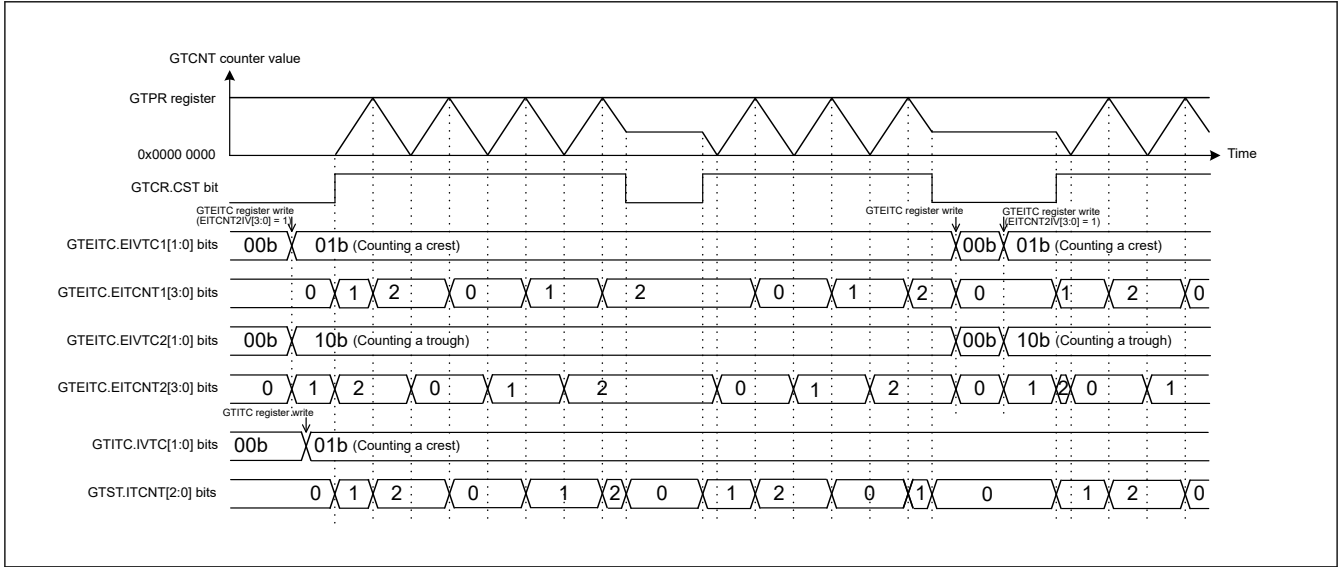 GTCNT counter value
GTPR register
0x0000 0000
Time
GTCR.CST bit
GTEITC register write
(EITCNT2IV[3:0] = 1)
GTEITC register write
GTEITC register write
(EITCNT2IV[3:0] = 1)
GTEITC.EIVTC1[1:0] bits 00b 01b (Counting a crest) 00b 01b (Counting a crest)
GTEITC.EITCNT1[3:0] bits 0 1 2 0 1 2 0 1 2 0 1 2 0
GTEITC.EIVTC2[1:0] bits 00b 10b (Counting a trough) 00b 10b (Counting a trough)
GTEITC.EITCNT2[3:0] bits 0 1 2 0 1 2 0 1 2 0 1 2 0 1
GTITC register write
GTITC.IVTC[1:0] bits 00b 01b (Counting a crest)
GTST.ITCNT[2:0] bits 0 1 2 0 1 2 0 1 2 0 1 0 1 2 0